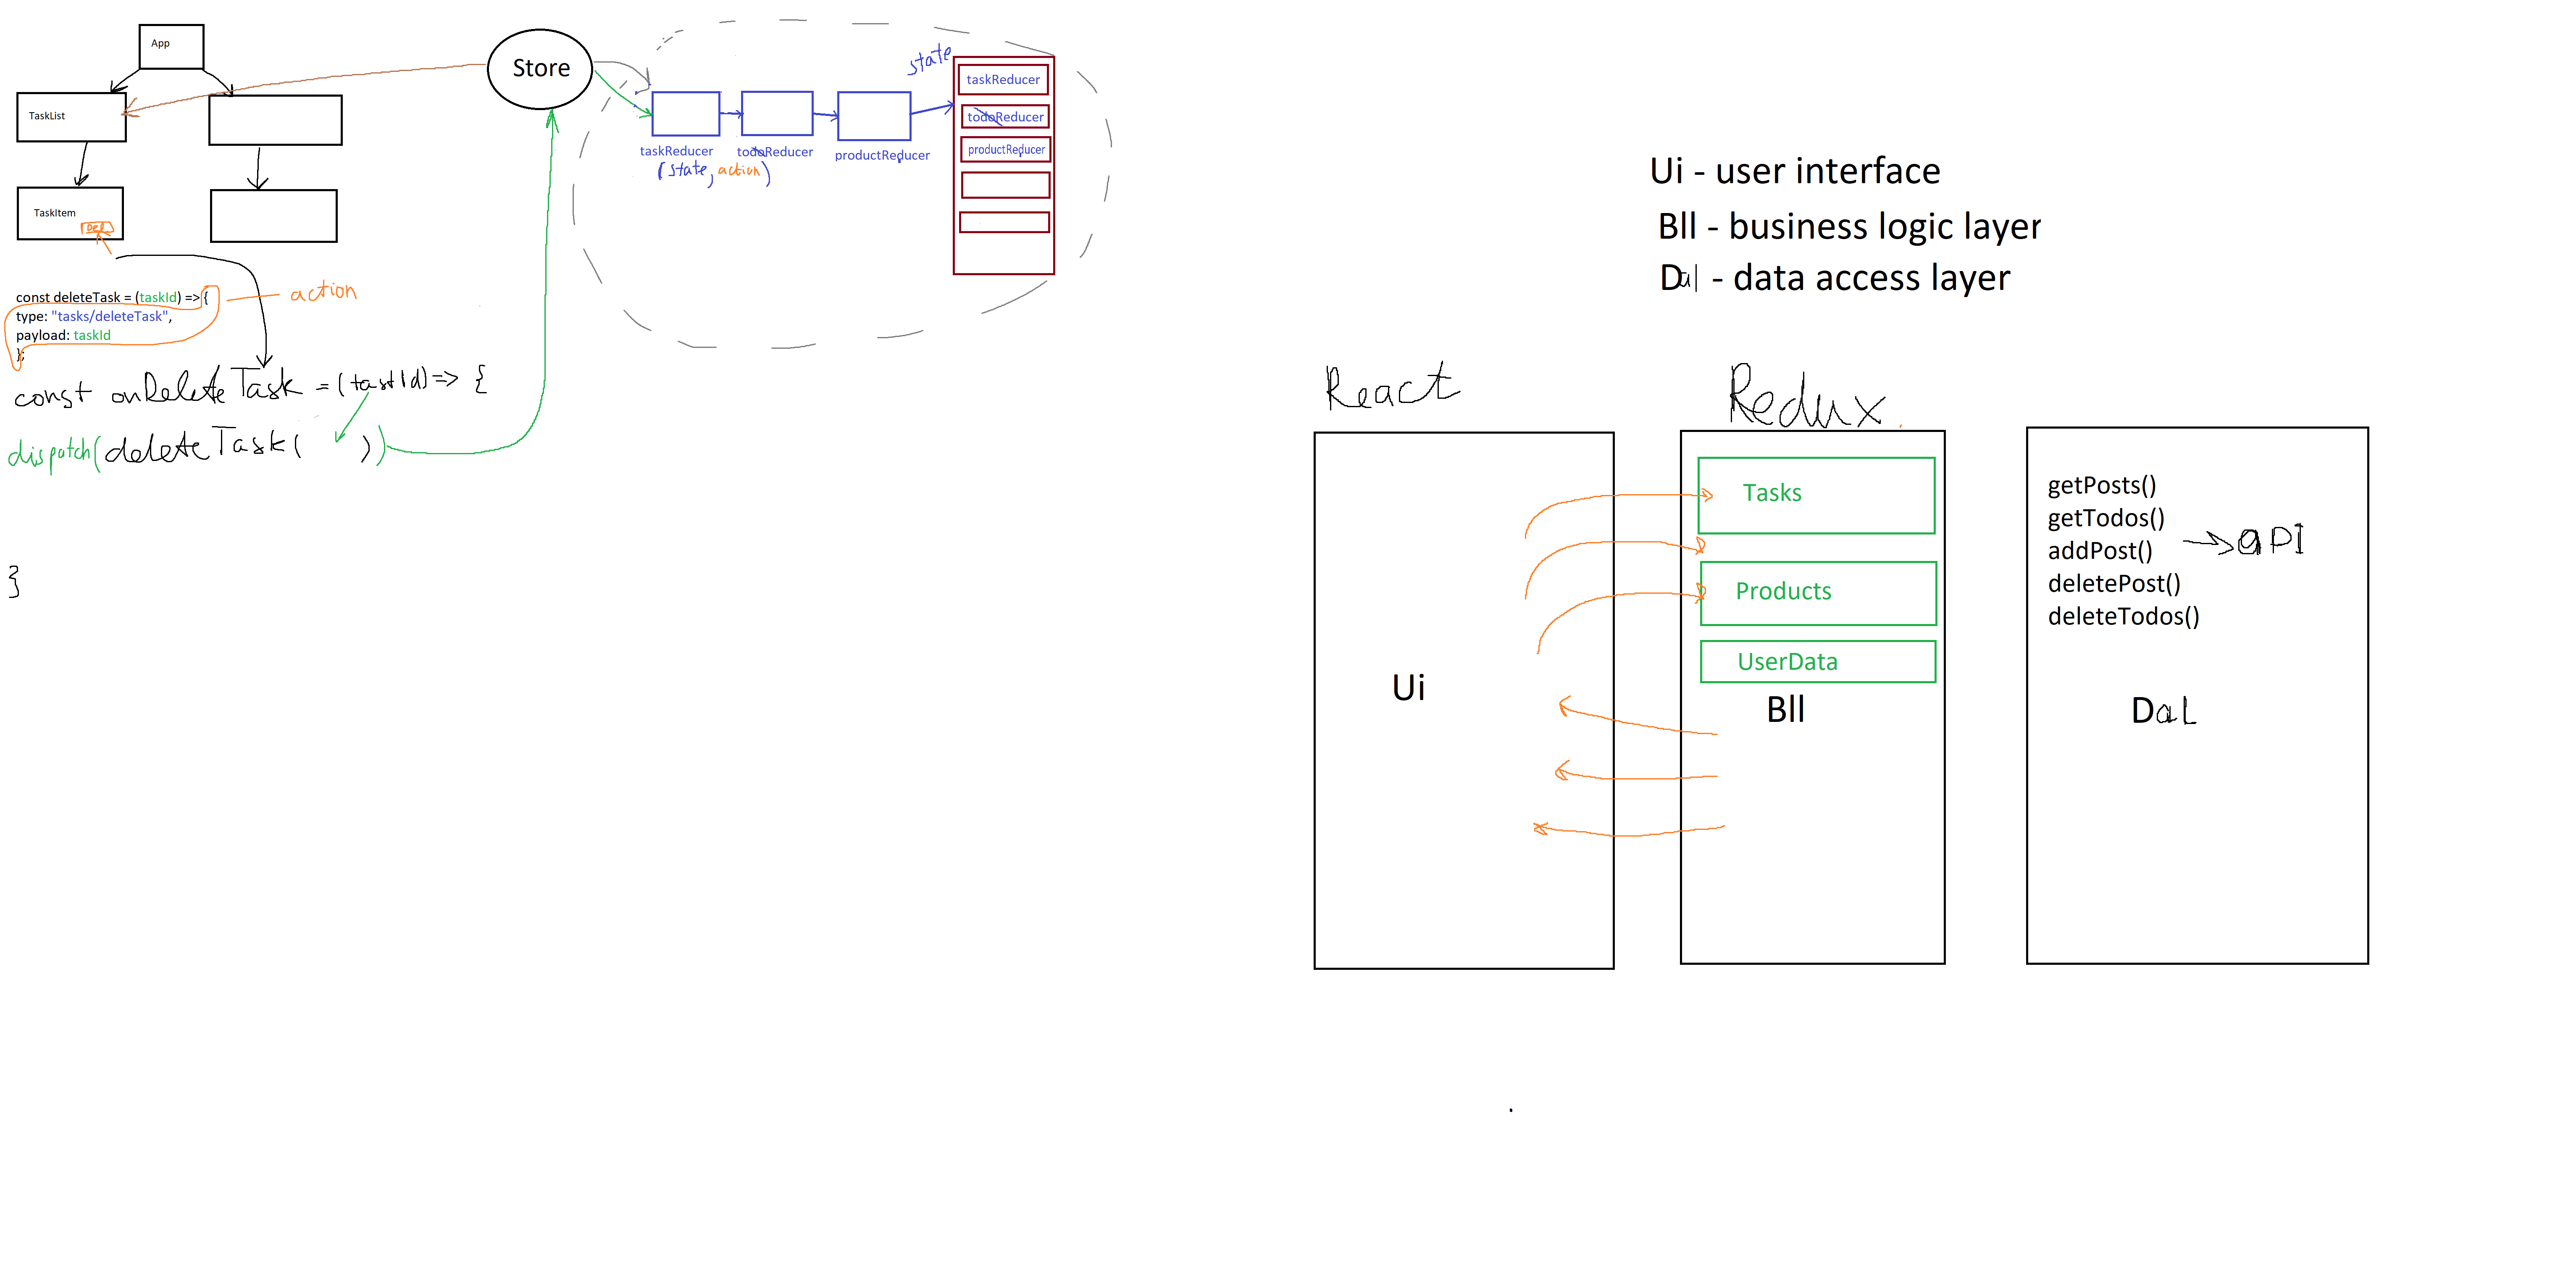 App
TaskList
TaskItem
Del
const deleteTask = (taskId) => {
type: "tasks/deleteTask",
payload: taskId
};
action
const onDeleteTask = (tastId) => {
dispatch(deleteTask( ))
}
Store
taskReducer
(state, action)
todoReducer
productReducer
state
taskReducer
todoReducer
productReducer
Ui - user interface
Bll - business logic layer
Dal - data access layer
React
Ui
Redux
Tasks
Products
UserData
Bll
getPosts()
getTodos()
addPost()
deletePost()
deleteTodos()
→ API
Dal